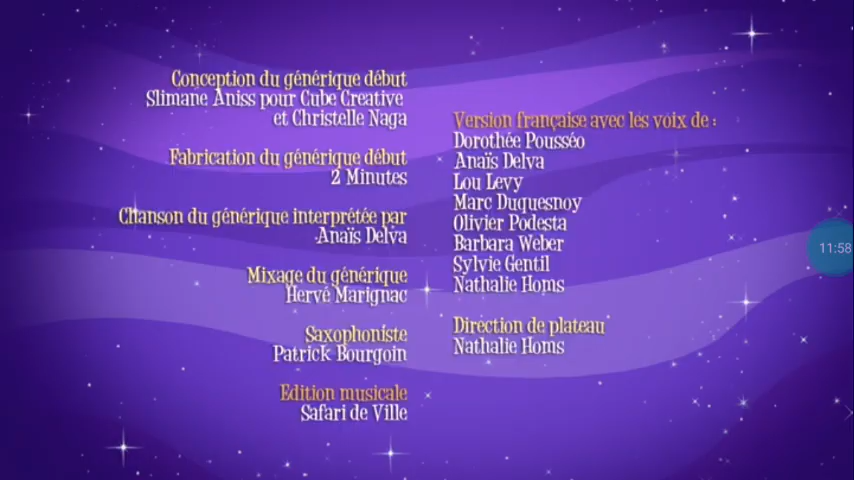 Conception du générique début
Slimane Aniss pour Cube Creative
et Christelle Naga
Fabrication du générique début
2 Minutes
Chanson du générique interprétée par
Anaïs Delva
Mixage du générique
Hervé Marignac
Saxophoniste
Patrick Bourgoin
Edition musicale
Safari de Ville
Version française avec les voix de :
Dorothée Pousséo
Anaïs Delva
Lou Levy
Marc Duquesnoy
Olivier Podesta
Barbara Weber
Sylvie Gentil
Nathalie Homs
Direction de plateau
Nathalie Homs
11:58